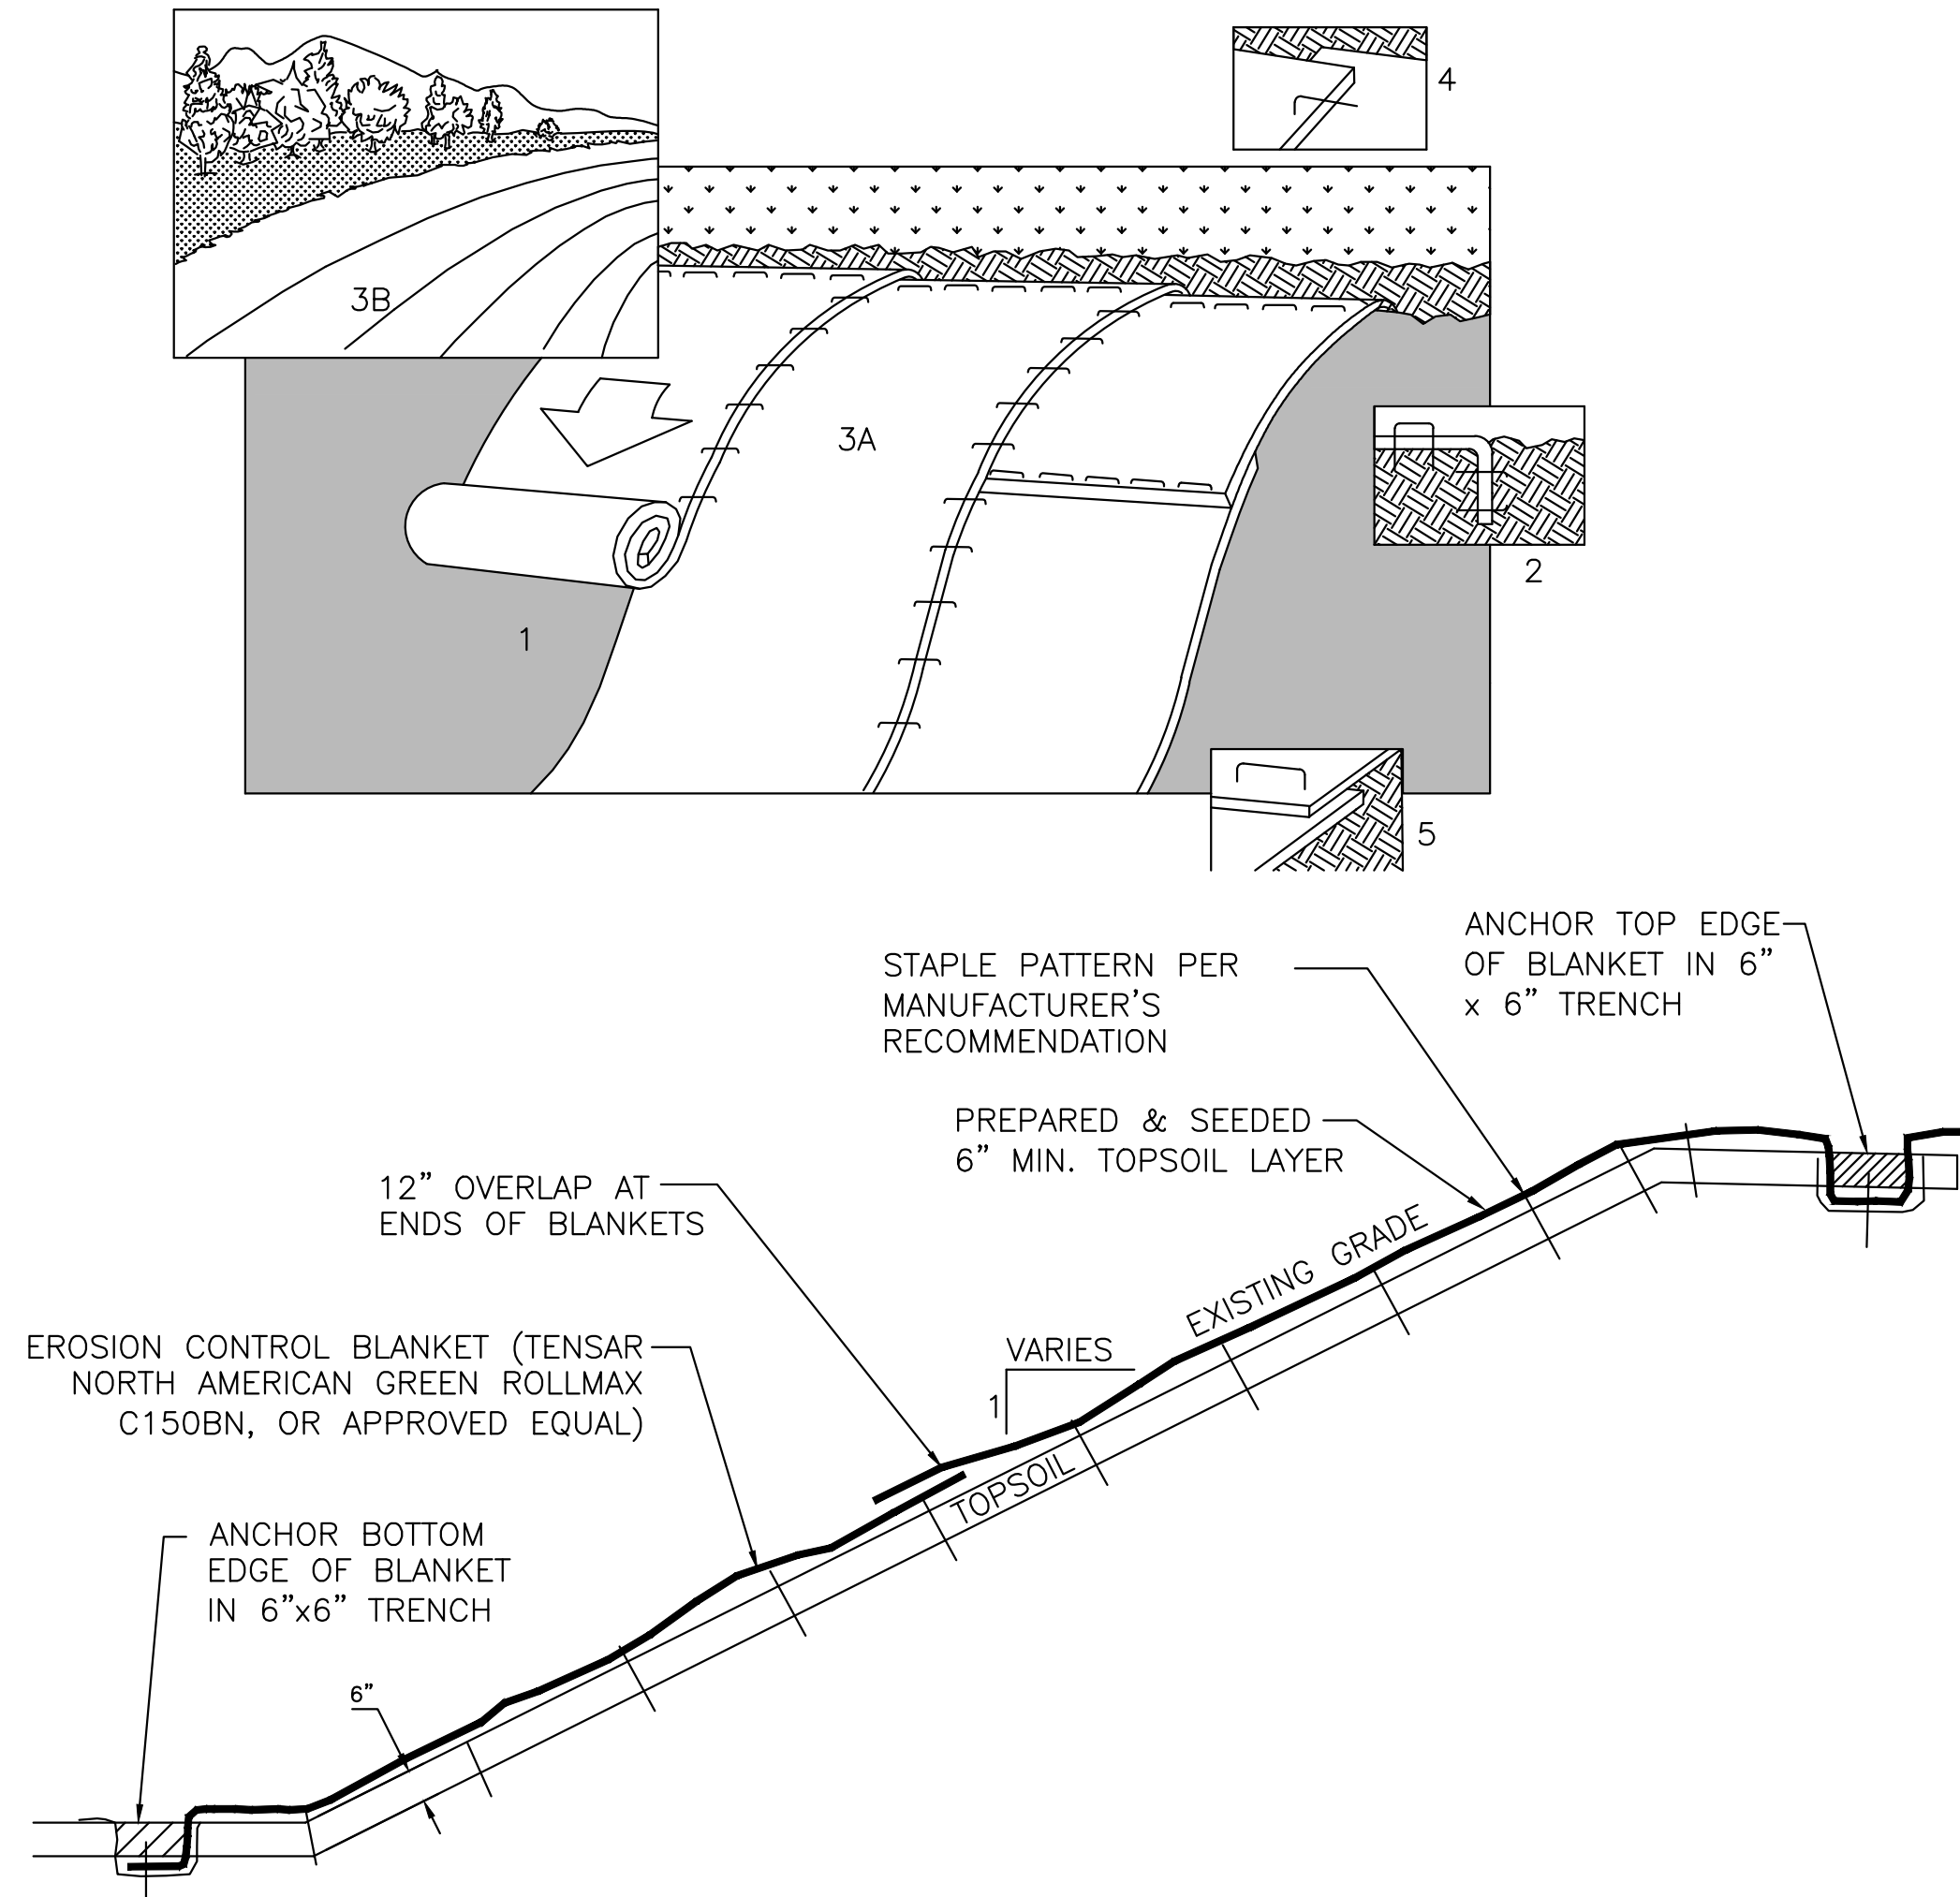 4
3B
3A
2
1
5
ANCHOR TOP EDGE
OF BLANKET IN 6”
x 6” TRENCH
STAPLE PATTERN PER
MANUFACTURER’S
RECOMMENDATION
PREPARED & SEEDED
6” MIN. TOPSOIL LAYER
12” OVERLAP AT
ENDS OF BLANKETS
EXISTING GRADE
VARIES
1
EROSION CONTROL BLANKET (TENSAR
NORTH AMERICAN GREEN ROLLMAX
C150BN, OR APPROVED EQUAL)
TOPSOIL
ANCHOR BOTTOM
EDGE OF BLANKET
IN 6”x6” TRENCH
6”